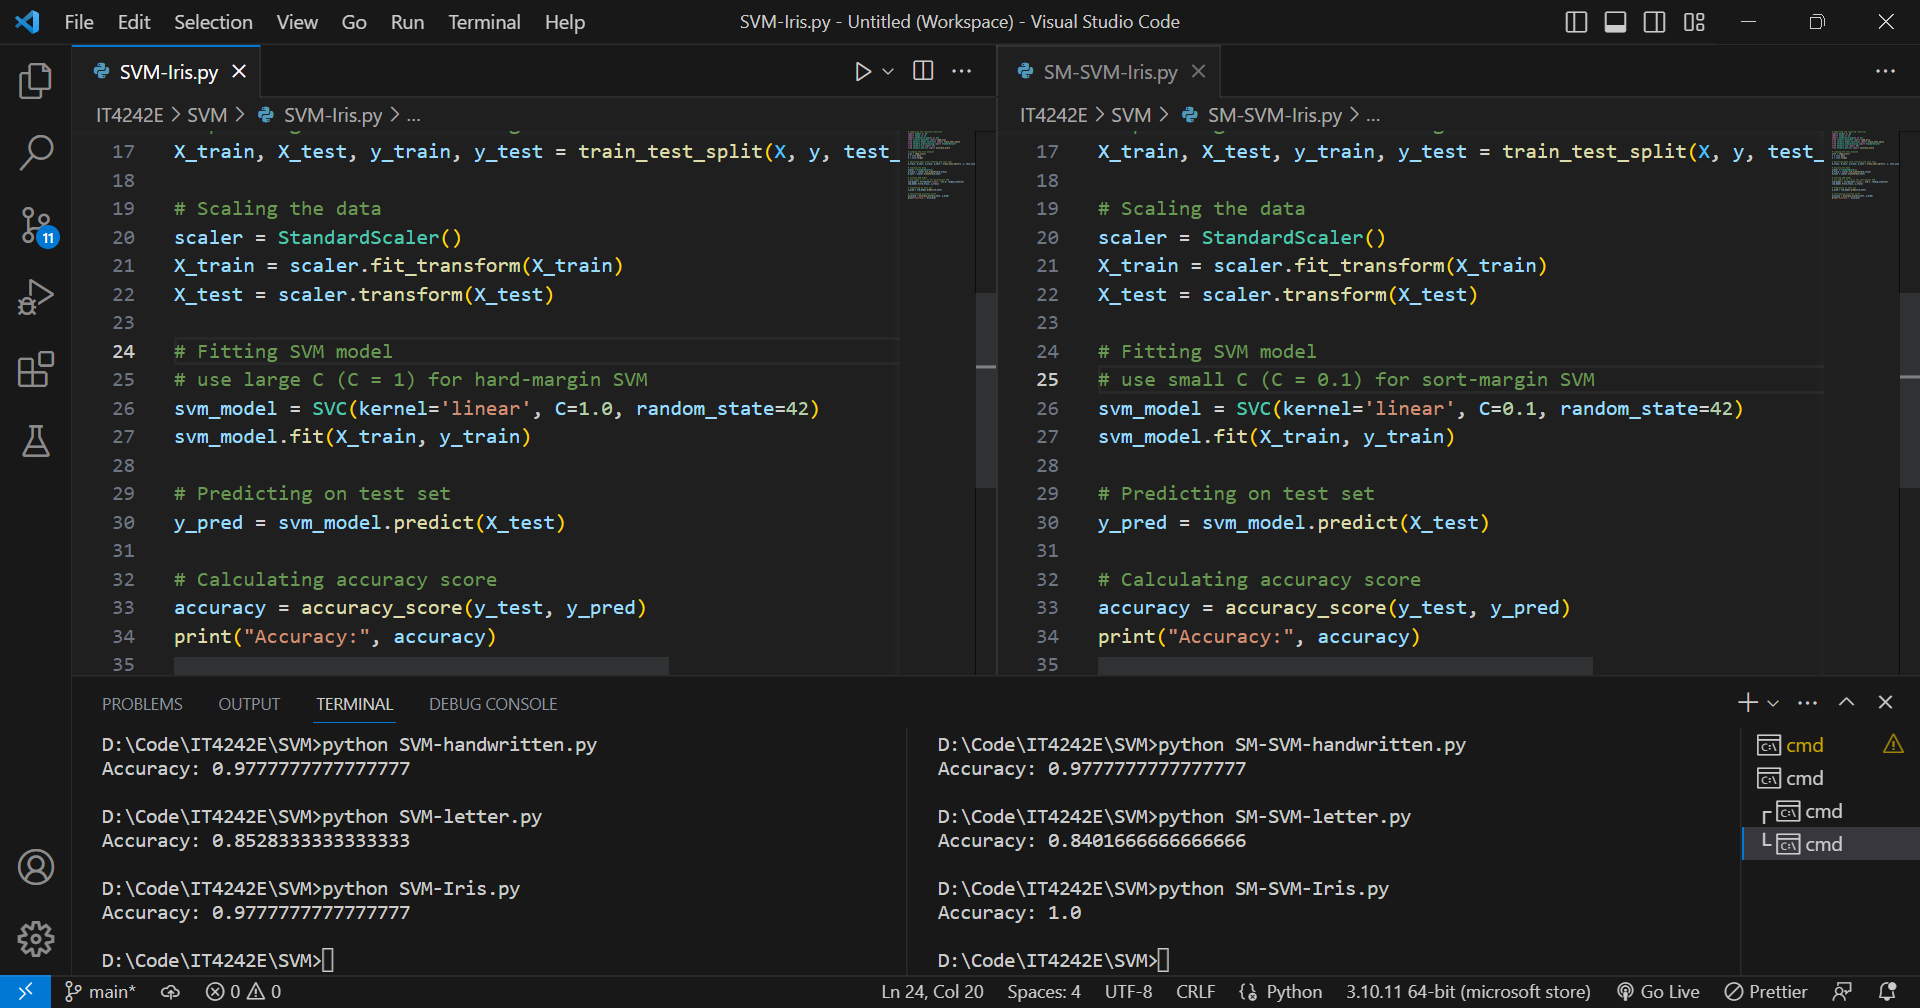 File Edit Selection View Go Run Terminal Help
SVM-Iris.py - Untitled (Workspace) - Visual Studio Code
SVM-Iris.py
IT4242E > SVM > SVM-Iris.py > ...
17 X_train, X_test, y_train, y_test = train_test_split(X, y, test_
18
19 # Scaling the data
20 scaler = StandardScaler()
21 X_train = scaler.fit_transform(X_train)
22 X_test = scaler.transform(X_test)
23
24 # Fitting SVM model
25 # use large C (C = 1) for hard-margin SVM
26 svm_model = SVC(kernel='linear', C=1.0, random_state=42)
27 svm_model.fit(X_train, y_train)
28
29 # Predicting on test set
30 y_pred = svm_model.predict(X_test)
31
32 # Calculating accuracy score
33 accuracy = accuracy_score(y_test, y_pred)
34 print("Accuracy:", accuracy)
35
SM-SVM-Iris.py
IT4242E > SVM > SM-SVM-Iris.py > ...
17 X_train, X_test, y_train, y_test = train_test_split(X, y, test_
18
19 # Scaling the data
20 scaler = StandardScaler()
21 X_train = scaler.fit_transform(X_train)
22 X_test = scaler.transform(X_test)
23
24 # Fitting SVM model
25 # use small C (C = 0.1) for sort-margin SVM
26 svm_model = SVC(kernel='linear', C=0.1, random_state=42)
27 svm_model.fit(X_train, y_train)
28
29 # Predicting on test set
30 y_pred = svm_model.predict(X_test)
31
32 # Calculating accuracy score
33 accuracy = accuracy_score(y_test, y_pred)
34 print("Accuracy:", accuracy)
35
11
PROBLEMS OUTPUT TERMINAL DEBUG CONSOLE
D:\Code\IT4242E\SVM>python SVM-handwritten.py
Accuracy: 0.9777777777777777
D:\Code\IT4242E\SVM>python SVM-letter.py
Accuracy: 0.8528333333333333
D:\Code\IT4242E\SVM>python SVM-Iris.py
Accuracy: 0.9777777777777777
D:\Code\IT4242E\SVM>
D:\Code\IT4242E\SVM>python SM-SVM-handwritten.py
Accuracy: 0.9777777777777777
D:\Code\IT4242E\SVM>python SM-SVM-letter.py
Accuracy: 0.8401666666666666
D:\Code\IT4242E\SVM>python SM-SVM-Iris.py
Accuracy: 1.0
D:\Code\IT4242E\SVM>
cmd
cmd
cmd
cmd
main* 0 0 Ln 24, Col 20 Spaces: 4 UTF-8 CRLF Python 3.10.11 64-bit (microsoft store) Go Live Prettier